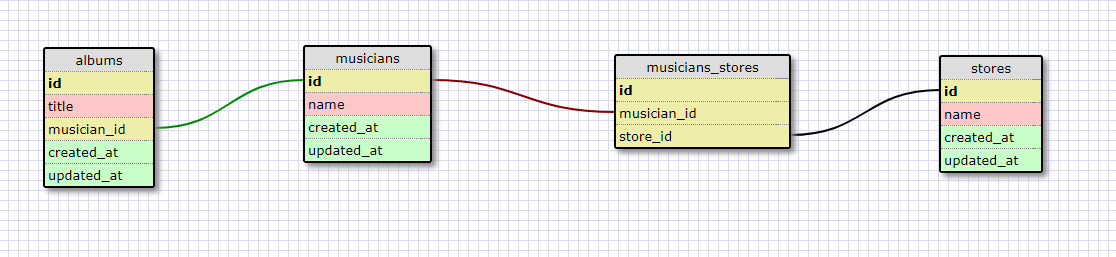 albums
id
title
musician_id
created_at
updated_at
musicians
id
name
created_at
updated_at
musicians_stores
id
musician_id
store_id
stores
id
name
created_at
updated_at